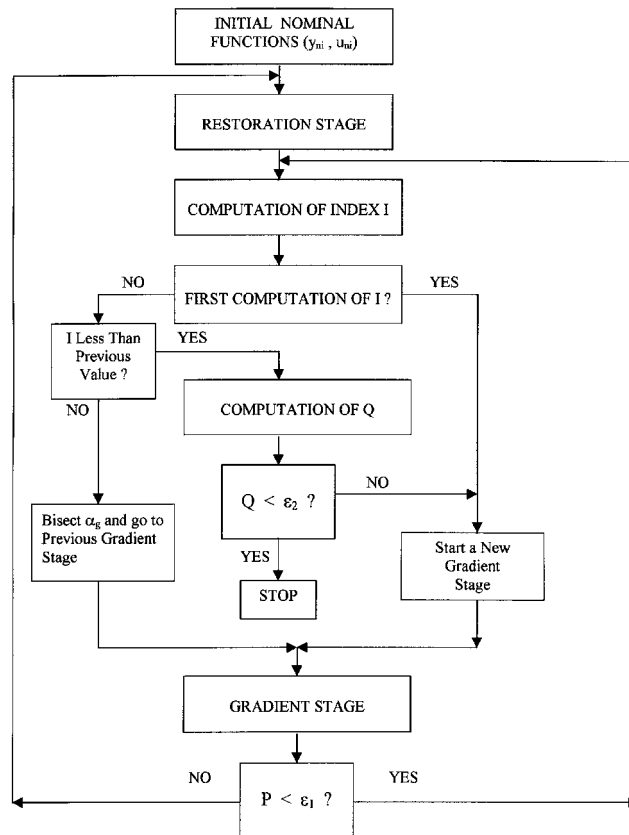 INITIAL NOMINAL
FUNCTIONS (yni , uni)
RESTORATION STAGE
COMPUTATION OF INDEX I
NO
FIRST COMPUTATION OF I ?
YES
I Less Than
Previous
Value ?
YES
NO
COMPUTATION OF Q
Q < ε2 ?
NO
Bisect αg and go to
Previous Gradient
Stage
YES
Start a New
Gradient
Stage
STOP
GRADIENT STAGE
NO
P < ε1 ?
YES